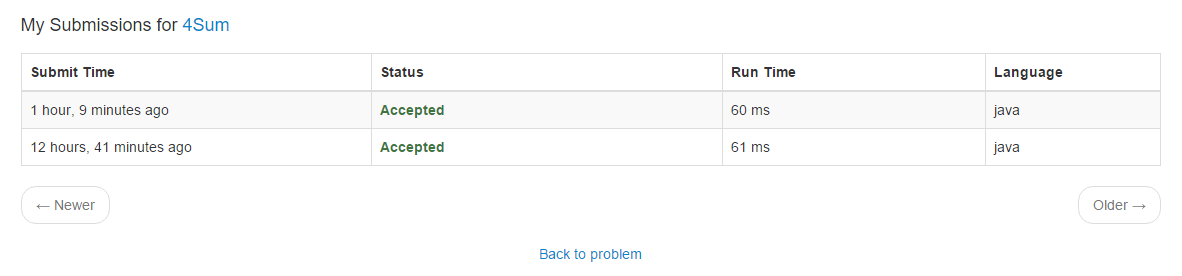 My Submissions for 4Sum
Submit Time Status Run Time Language
1 hour, 9 minutes ago Accepted 60 ms java
12 hours, 41 minutes ago Accepted 61 ms java
← Newer Older →
Back to problem